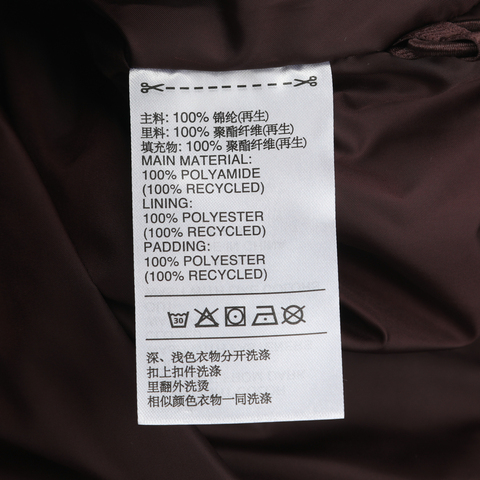 主料: 100% 锦纶(再生)
里料: 100% 聚酯纤维(再生)
填充物: 100% 聚酯纤维(再生)
MAIN MATERIAL:
100% POLYAMIDE
(100% RECYCLED)
LINING:
100% POLYESTER
(100% RECYCLED)
PADDING:
100% POLYESTER
(100% RECYCLED)
30
深、浅色衣物分开洗涤
扣上扣件洗涤
里翻外洗烫
相似颜色衣物一同洗涤